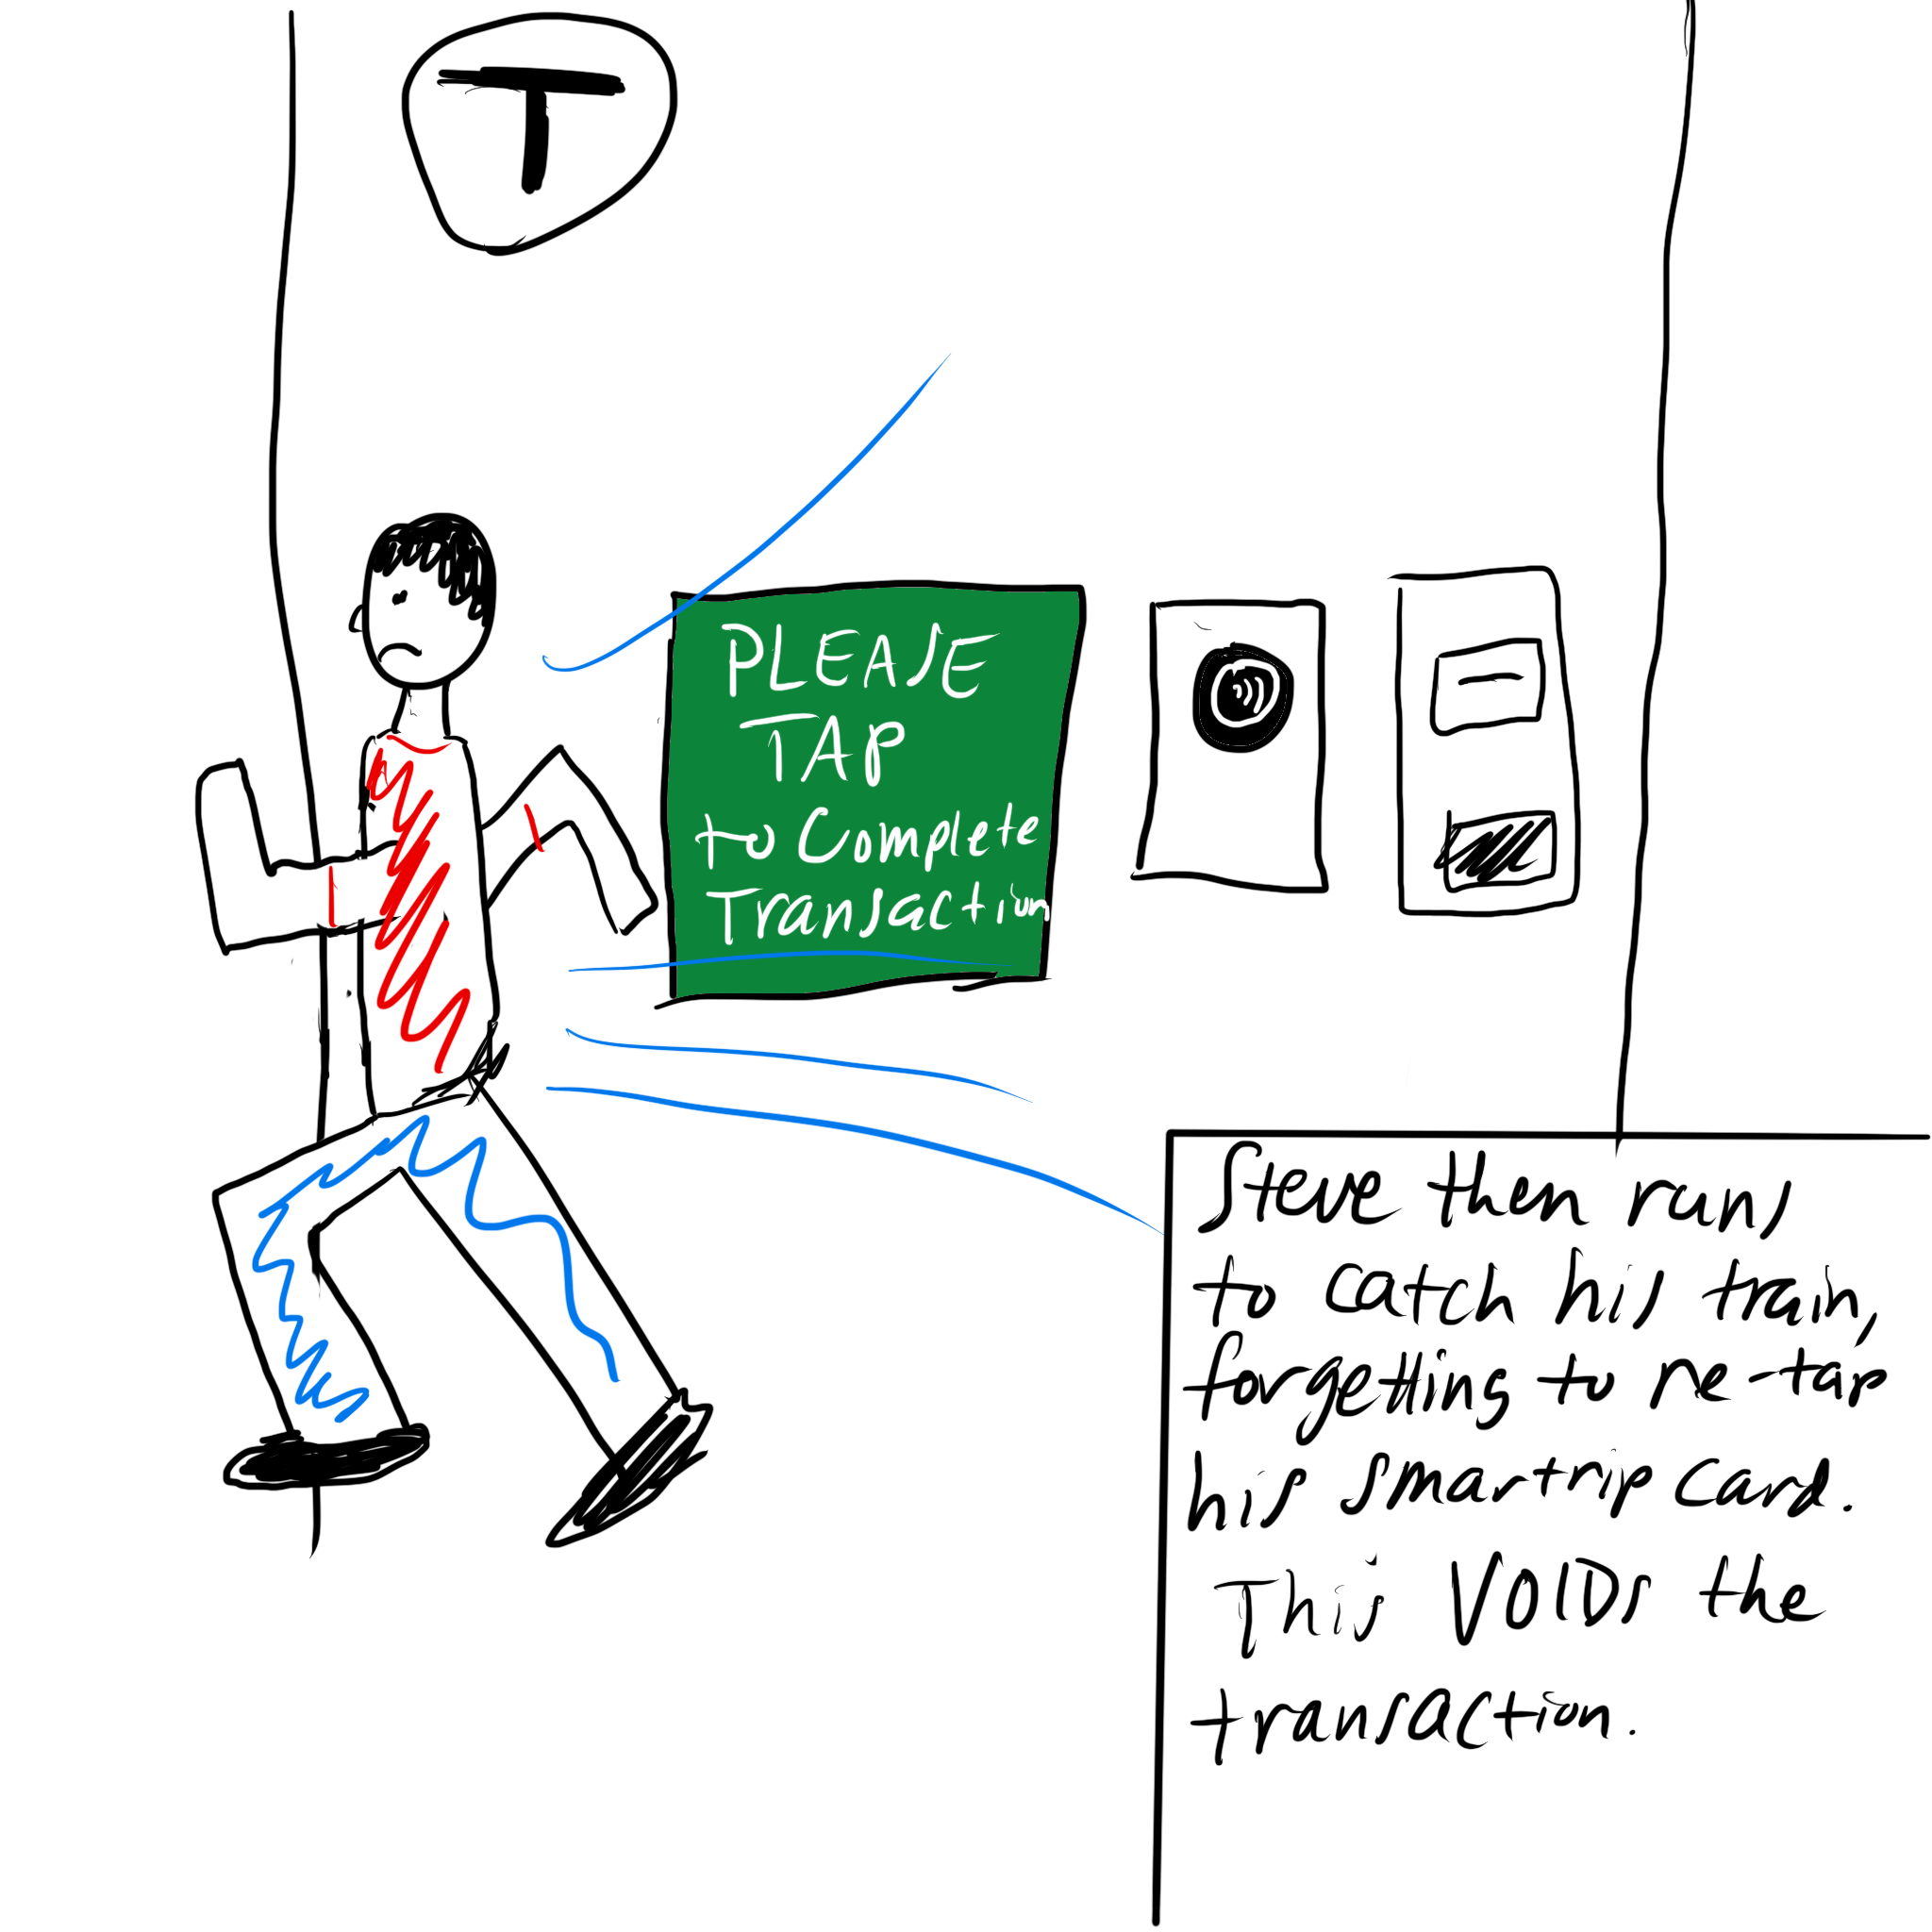 T
PLEASE
TAP
to Complete
Transaction
Steve then runs
to catch his train,
forgetting to re-tap
his smartrip card.
This VOIDs the
transaction.